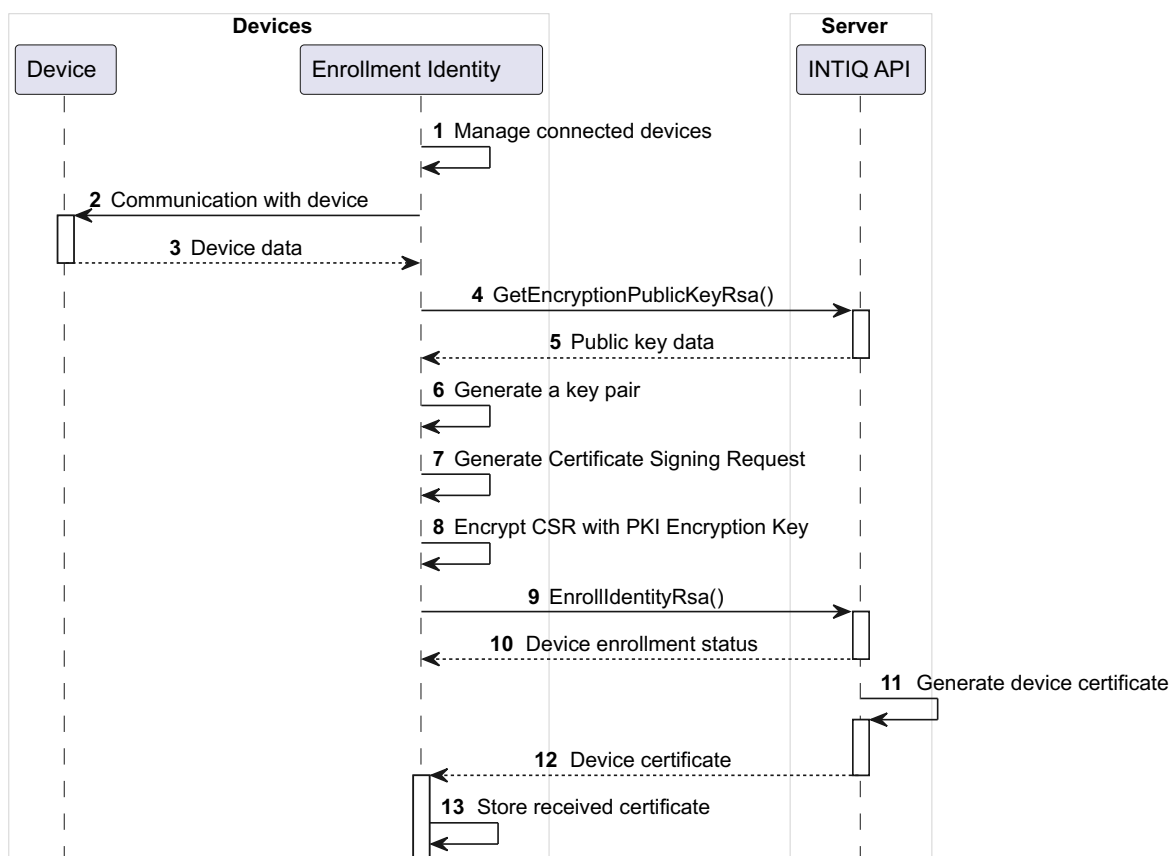 Devices
Server
Device
Enrollment Identity
INTIQ API
1 Manage connected devices
2 Communication with device
3 Device data
4 GetEncryptionPublicKeyRsa()
5 Public key data
6 Generate a key pair
7 Generate Certificate Signing Request
8 Encrypt CSR with PKI Encryption Key
9 EnrollIdentityRsa()
10 Device enrollment status
11 Generate device certificate
12 Device certificate
13 Store received certificate